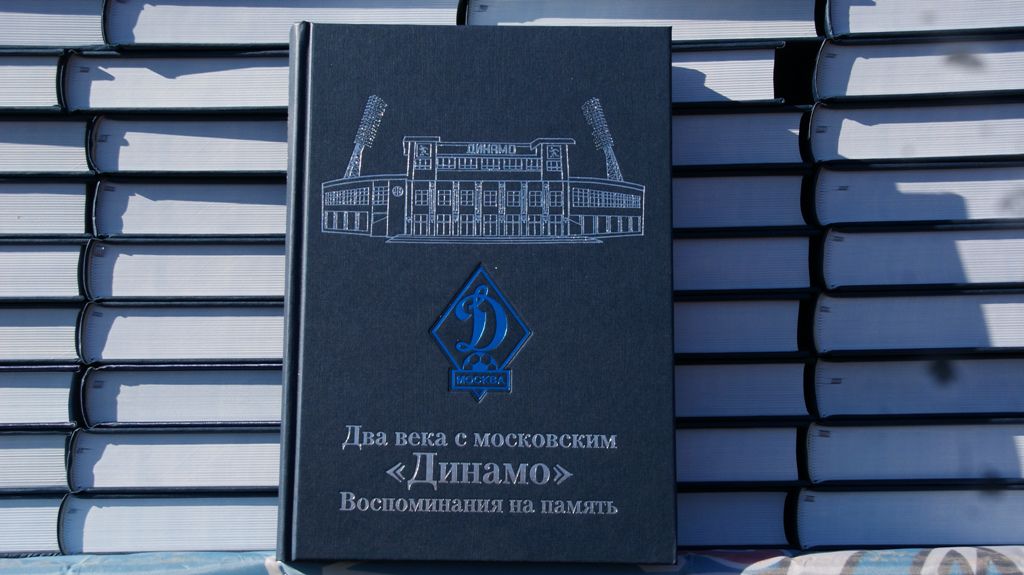 ДИНАМО
Д
МОСКВА
Два века с московским
«Динамо»
Воспоминания на память